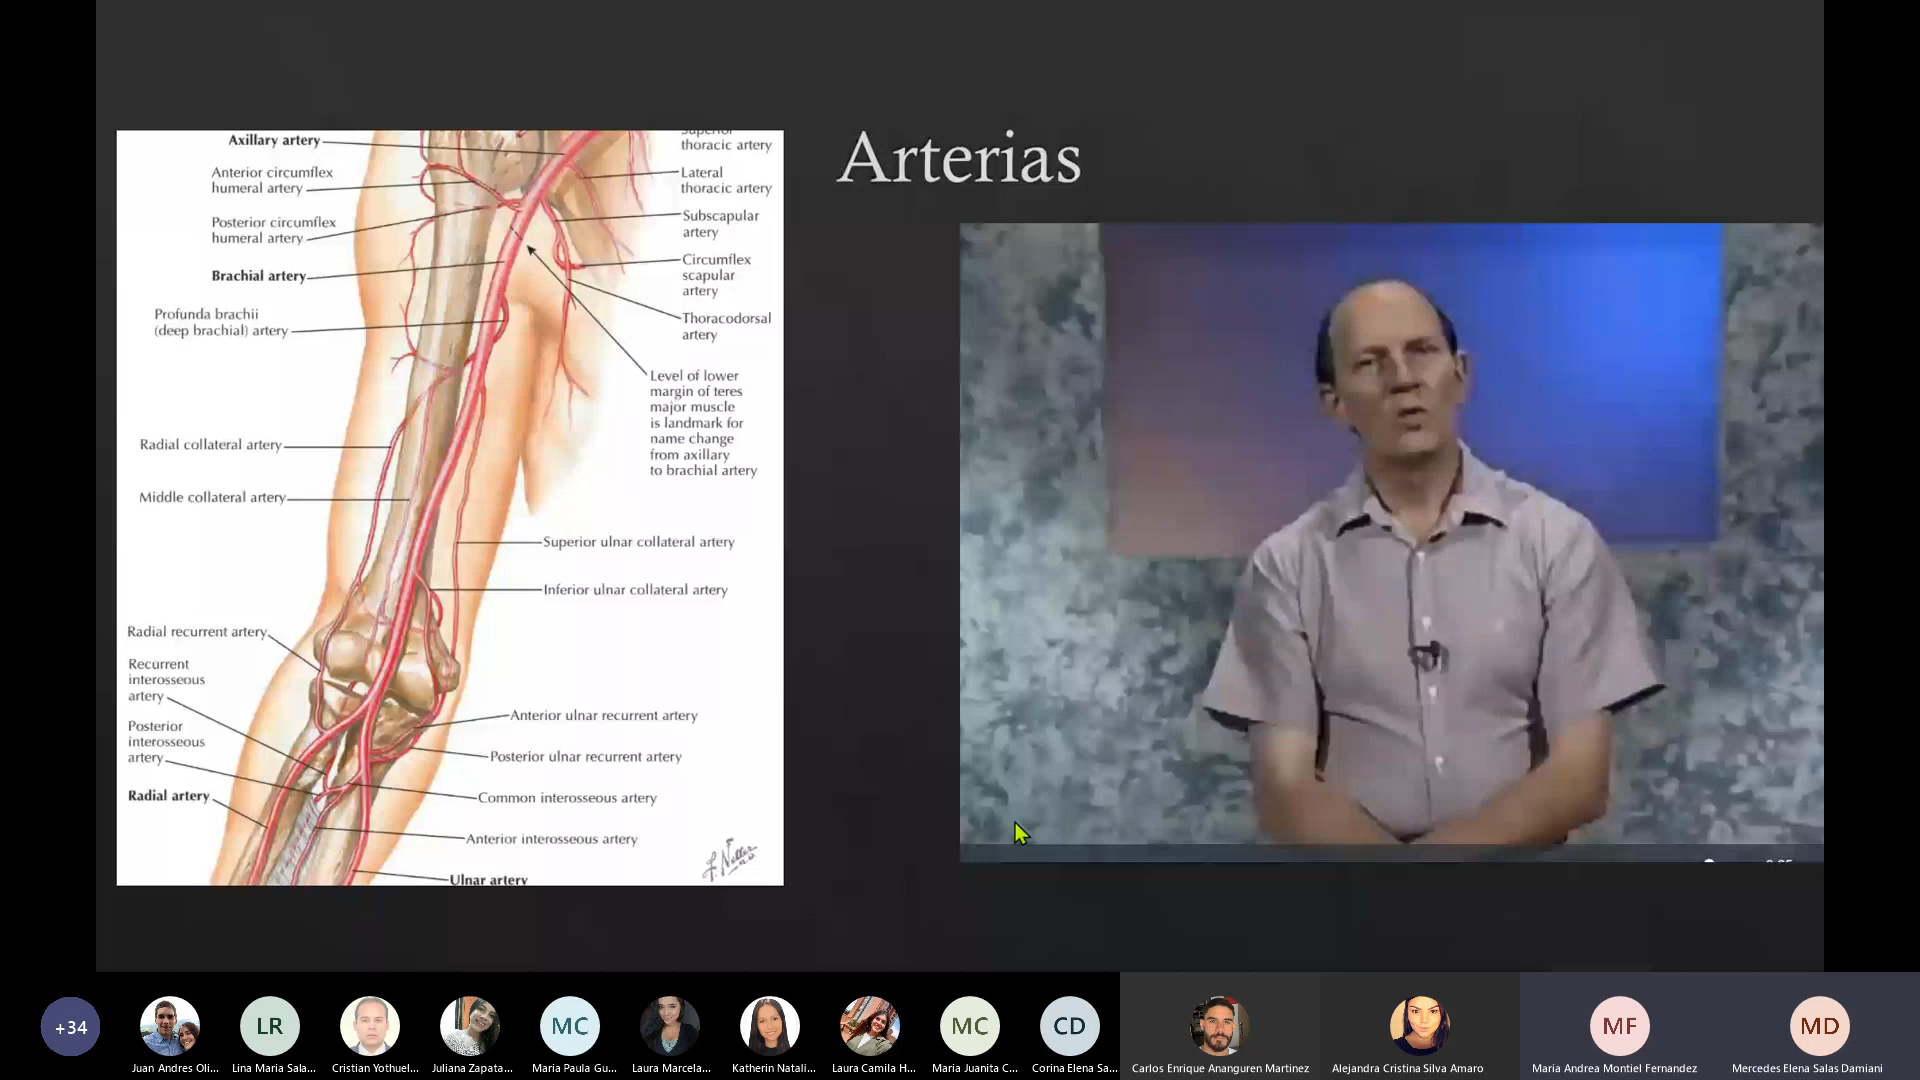 Arterias
Axillary artery
Anterior circumflex
humeral artery
Posterior circumflex
humeral artery
Brachial artery
Profunda brachii
(deep brachial) artery
Radial collateral artery
Middle collateral artery
Radial recurrent artery
Recurrent
interosseous
artery
Posterior
interosseous
artery
Radial artery
Superior
thoracic artery
Lateral
thoracic artery
Subscapular
artery
Circumflex
scapular
artery
Thoracodorsal
artery
Level of lower
margin of teres
major muscle
is landmark for
name change
from axillary
to brachial artery
Superior ulnar collateral artery
Inferior ulnar collateral artery
Anterior ulnar recurrent artery
Posterior ulnar recurrent artery
Common interosseous artery
Anterior interosseous artery
Ulnar artery
F. Netter
M.D.
+34
LR
MC
MC
CD
MF
MD
Juan Andres Oli...
Lina Maria Sala...
Cristian Yothuel...
Juliana Zapata...
Maria Paula Gu...
Laura Marcela...
Katherin Natali...
Laura Camila H...
Maria Juanita C...
Corina Elena Sa...
Carlos Enrique Ananguren Martinez
Alejandra Cristina Silva Amaro
Maria Andrea Montiel Fernandez
Mercedes Elena Salas Damiani